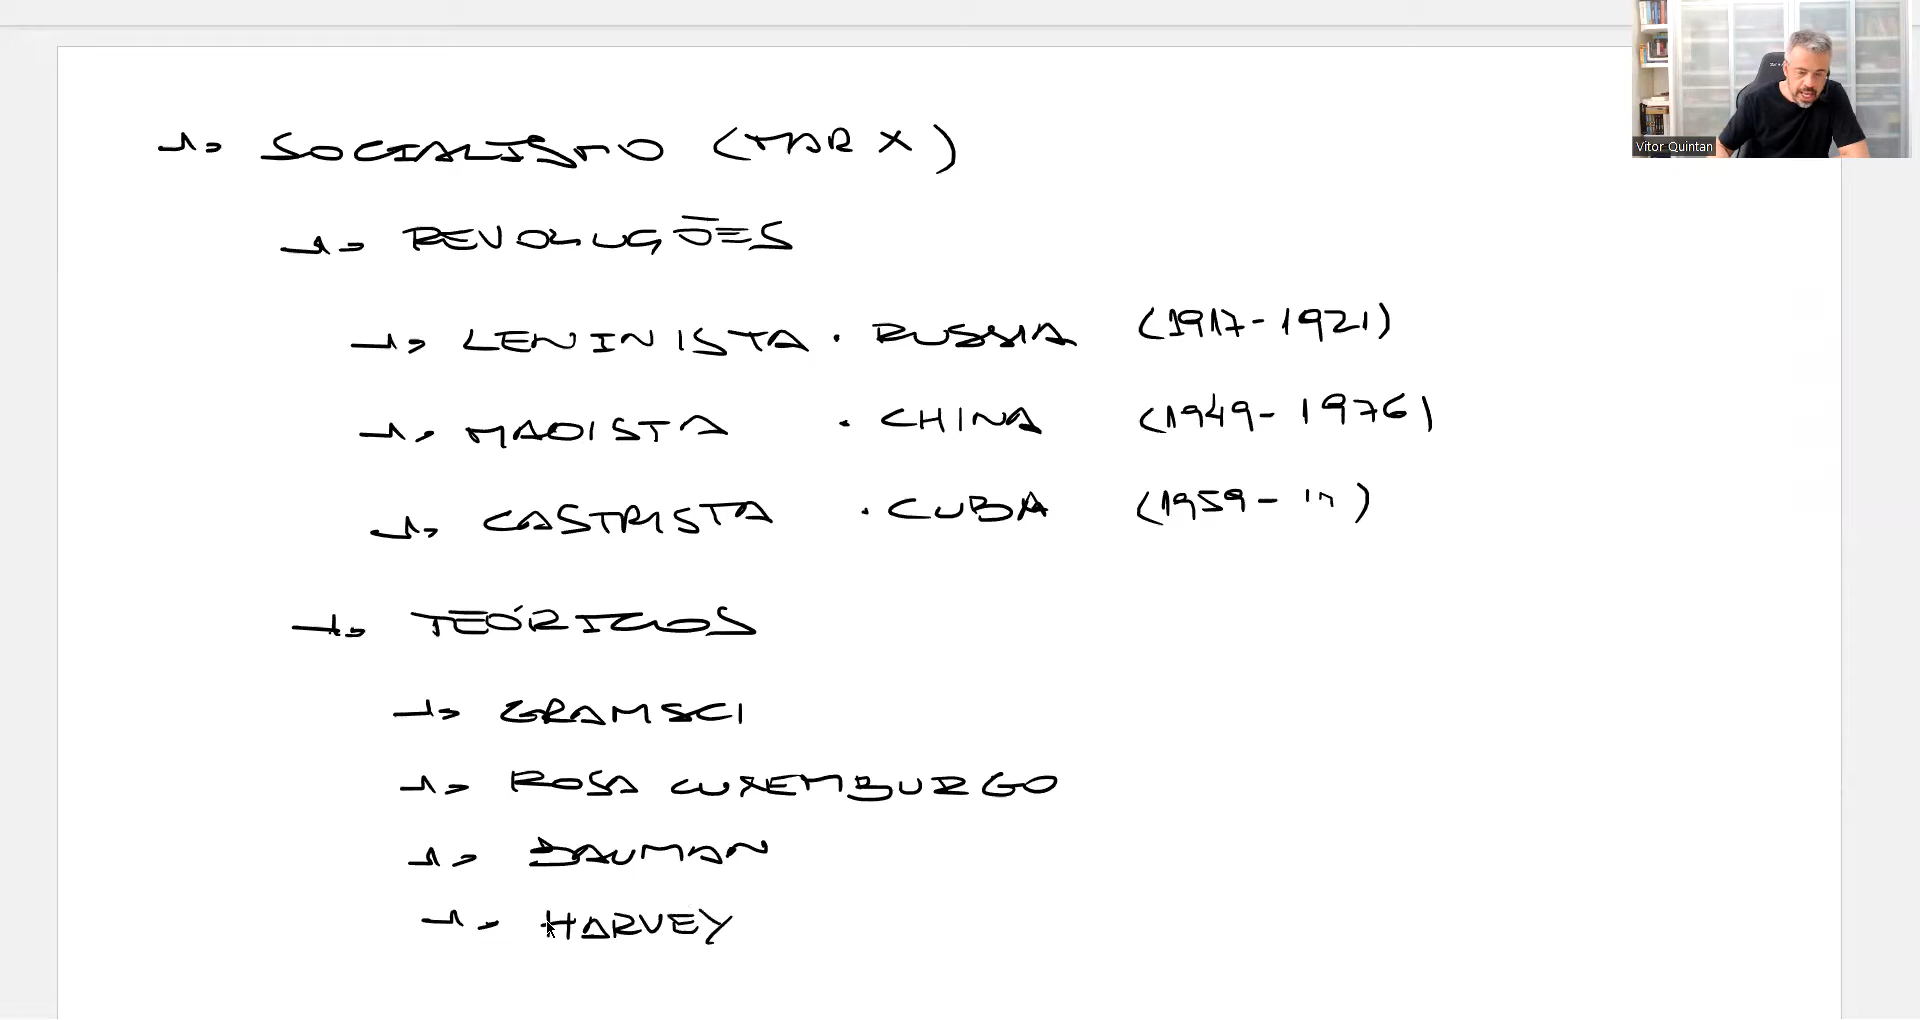 → SOCIALISMO (MARX)
→ REVOLUÇÕES
→ LENINISTA • RUSSIA (1917-1921)
→ MAOISTA • CHINA (1949-1976)
→ CASTRISTA • CUBA (1959-   )
→ TEÓRICOS
→ GRAMSCI
→ ROSA LUXEMBURGO
→ BAUMAN
→ HARVEY
Vitor Quintan